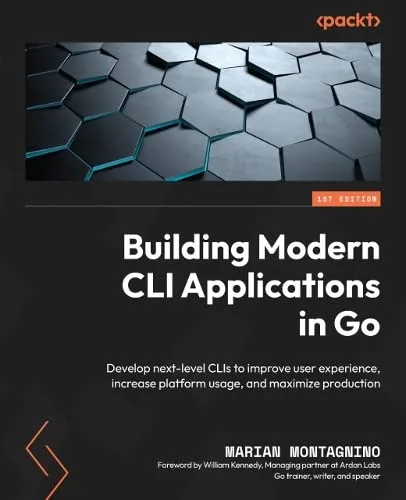 <packt>
1ST EDITION
Building Modern
CLI Applications
in Go
Develop next-level CLIs to improve user experience,
increase platform usage, and maximize production
MARIAN MONTAGNINO
Foreword by William Kennedy, Managing partner at Ardan Labs
Go trainer, writer, and speaker